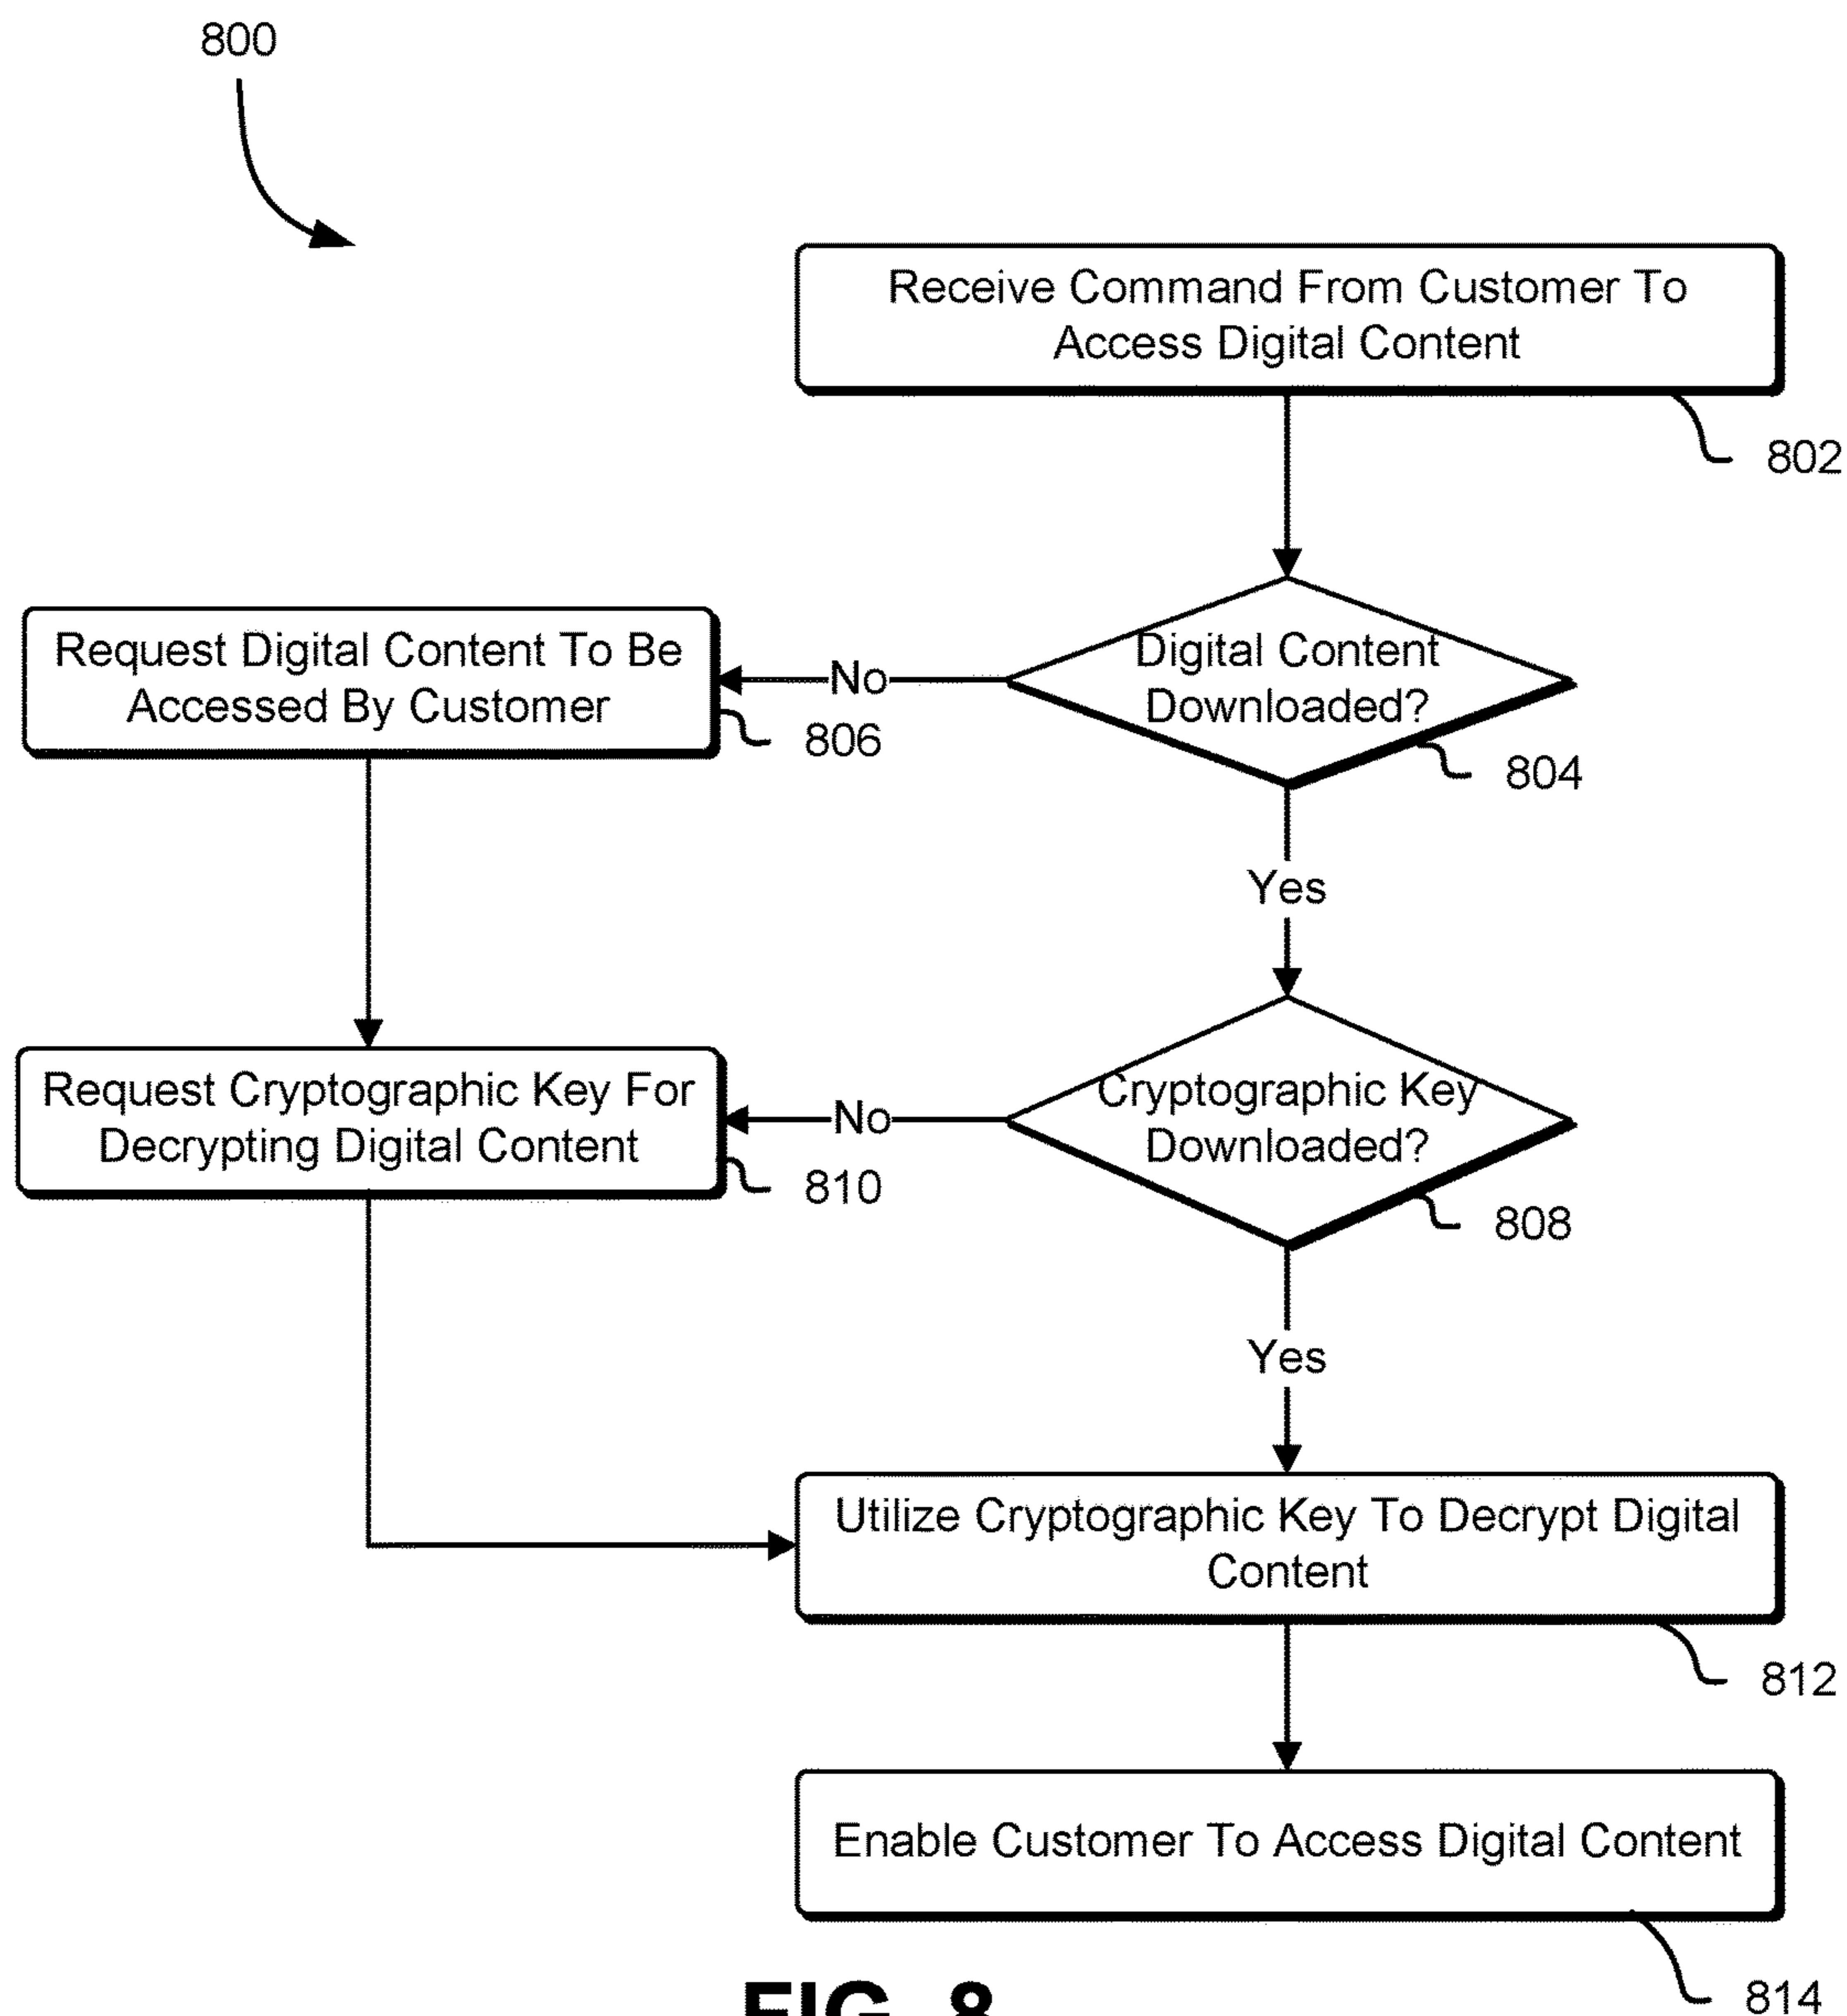 800
Receive Command From Customer To
Access Digital Content
802
Request Digital Content To Be
Accessed By Customer
806
No
Digital Content
Downloaded?
804
Yes
Request Cryptographic Key For
Decrypting Digital Content
810
No
Cryptographic Key
Downloaded?
808
Yes
Utilize Cryptographic Key To Decrypt Digital
Content
812
Enable Customer To Access Digital Content
814
FIG. 8